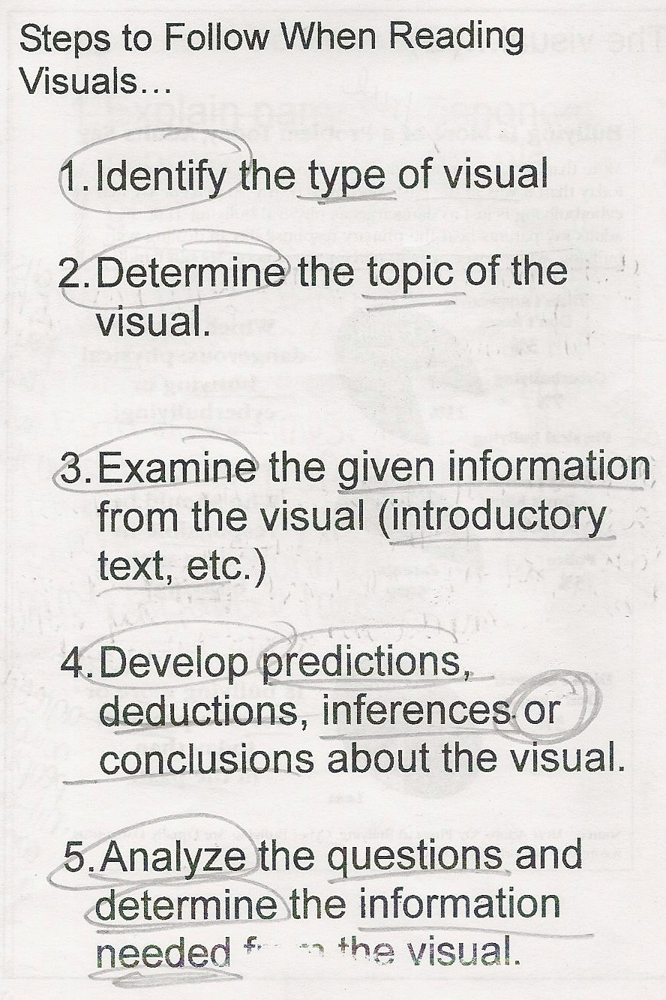 Steps to Follow When Reading
Visuals...
1. Identify the type of visual
2. Determine the topic of the
visual.
3. Examine the given information
from the visual (introductory
text, etc.)
4. Develop predictions,
deductions, inferences or
conclusions about the visual.
5. Analyze the questions and
determine the information
needed from the visual.